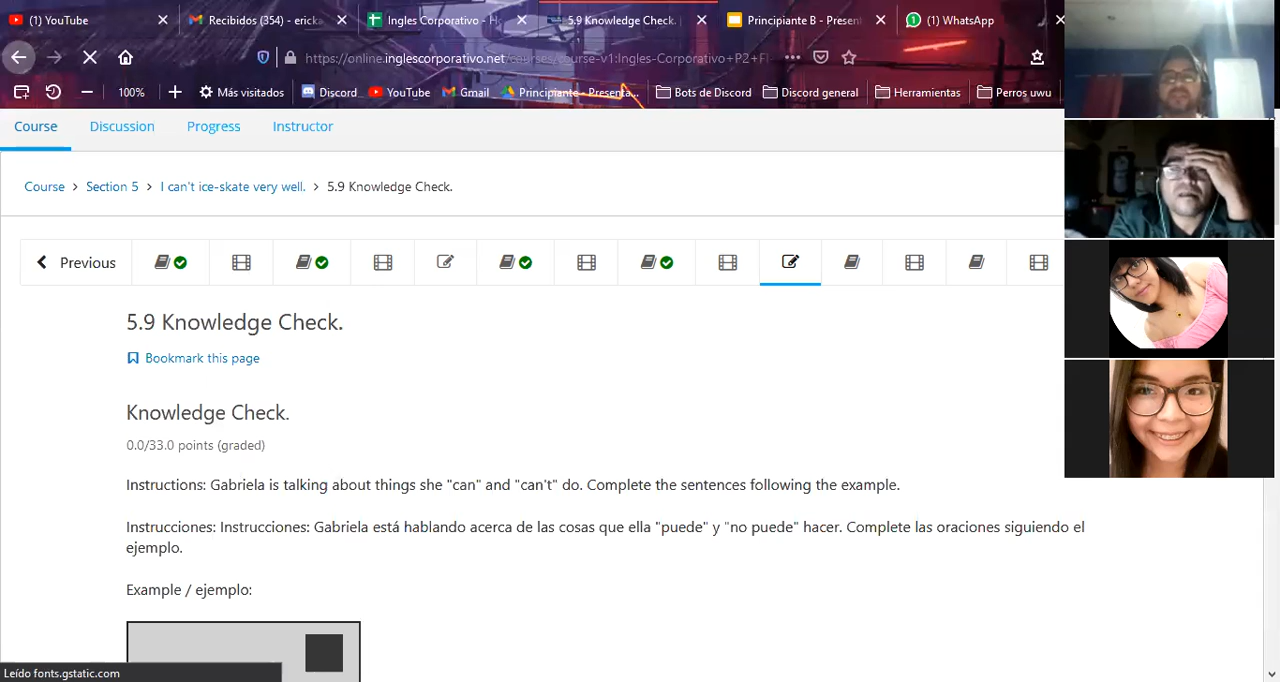 (1) YouTube
Recibidos (354) - ericka
Ingles Corporativo - Ho
5.9 Knowledge Check.
Principiante B - Present
(1) WhatsApp
https://online.inglescorporativo.net/courses/course-v1:Ingles-Corporativo+P2+Fl
100%
Más visitados
Discord
YouTube
Gmail
Principiante - Presenta...
Bots de Discord
Discord general
Herramientas
Perros uwu
Course
Discussion
Progress
Instructor
Course > Section 5 > I can't ice-skate very well. > 5.9 Knowledge Check.
Previous
5.9 Knowledge Check.
Bookmark this page
Knowledge Check.
0.0/33.0 points (graded)
Instructions: Gabriela is talking about things she "can" and "can't" do. Complete the sentences following the example.
Instrucciones: Instrucciones: Gabriela está hablando acerca de las cosas que ella "puede" y "no puede" hacer. Complete las oraciones siguiendo el
ejemplo.
Example / ejemplo:
Leído fonts.gstatic.com